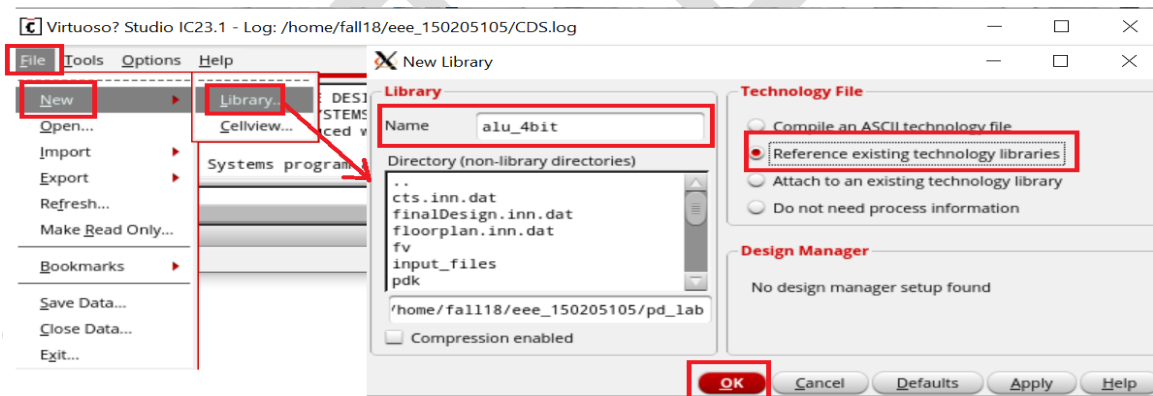 Virtuoso? Studio IC23.1 - Log: /home/fall18/eee_150205105/CDS.log
File Tools Options Help
New
Open...
Import
Export
Refresh...
Make Read Only...
Bookmarks
Save Data...
Close Data...
Exit...
Library...
Cellview...
E DESI
STEMS
uced w
Systems program
New Library
Library
Name alu_4bit
Directory (non-library directories)
..
cts.inn.dat
finalDesign.inn.dat
floorplan.inn.dat
fv
input_files
pdk
/home/fall18/eee_150205105/pd_lab
Compression enabled
Technology File
Compile an ASCII technology file
Reference existing technology libraries
Attach to an existing technology library
Do not need process information
Design Manager
No design manager setup found
OK Cancel Defaults Apply Help